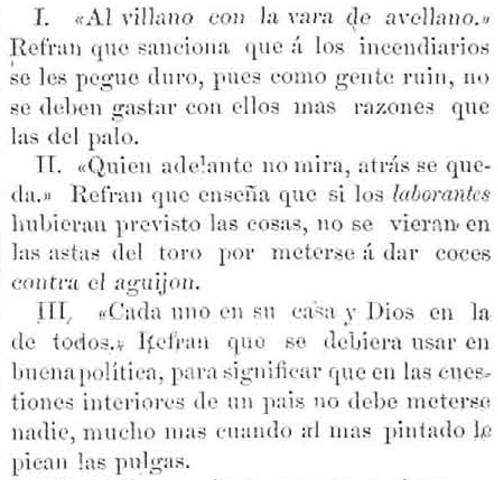 I. «Al villano con la vara de avellano.»
Refran que sanciona que á los incendiarios
se les pegue duro, pues como gente ruin, no
se deben gastar con ellos mas razones que
las del palo.
II. «Quien adelante no mira, atrás se que-
da.» Refran que enseña que si los laborantes
hubieran previsto las cosas, no se vieran en
las astas del toro por meterse á dar coces
contra el aguijon.
III. «Cada uno en su casa y Dios en la
de todos.» Refran que se debiera usar en
buena política, para significar que en las cues-
tiones interiores de un pais no debe meterse
nadie, mucho mas cuando al mas pintado le
pican las pulgas.